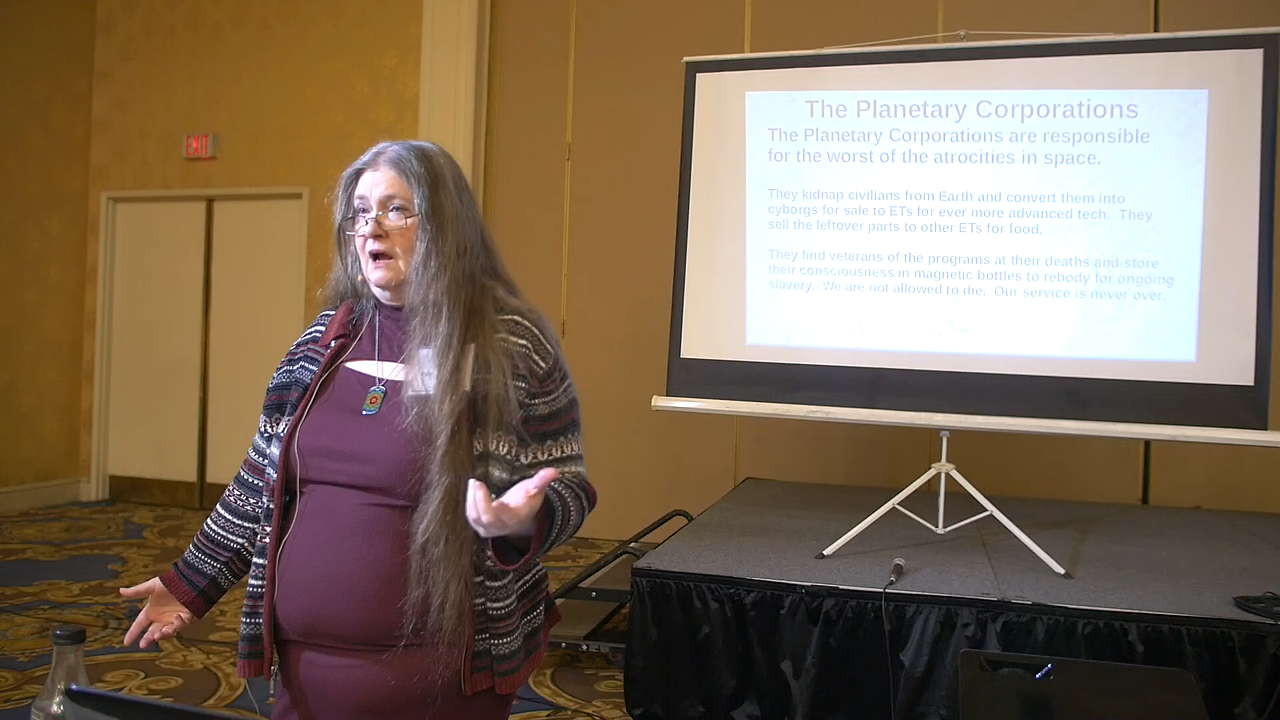 EXIT
The Planetary Corporations
The Planetary Corporations are responsible
for the worst of the atrocities in space.
They kidnap civilians from Earth and convert them into
cyborgs for sale to ETs for ever more advanced tech. They
sell the leftover parts to other ETs for food.
They find veterans of the programs at their deaths and store
their consciousness in magnetic bottles to rebody for ongoing
slavery. We are not allowed to die. Our service is never over.